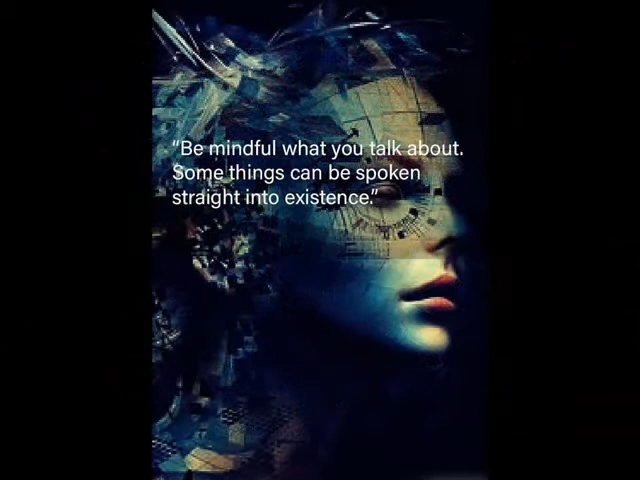 “Be mindful what you talk about.
Some things can be spoken
straight into existence.”